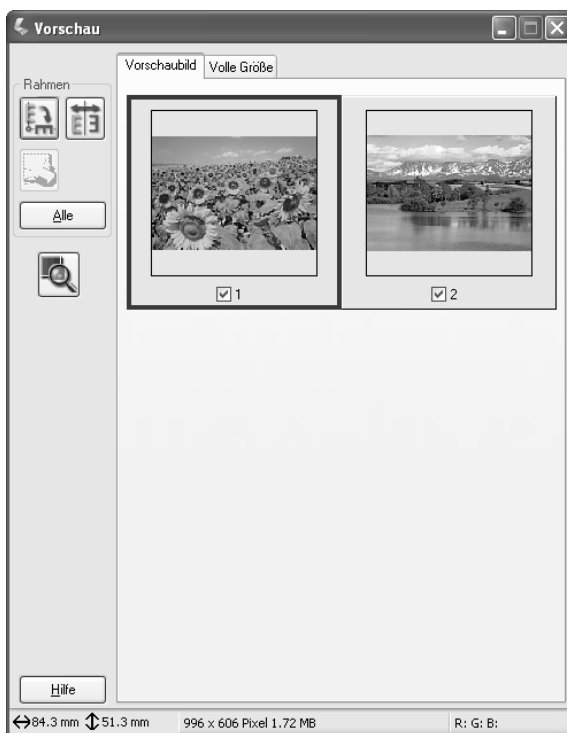 Vorschau
Vorschaubild Volle Größe
Rahmen
Alle
1 2
Hilfe
84.3 mm 51.3 mm 996 x 606 Pixel 1.72 MB R: G: B: